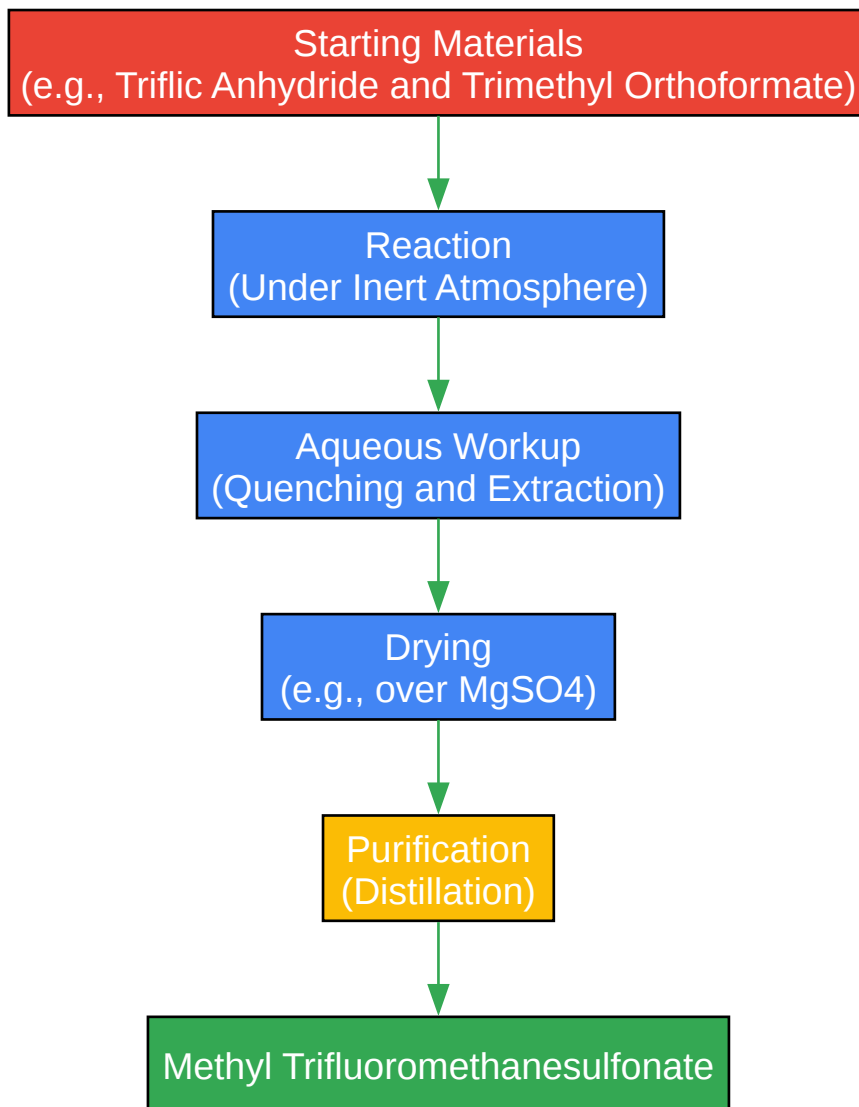 Starting Materials
(e.g., Triflic Anhydride and Trimethyl Orthoformate)
Reaction
(Under Inert Atmosphere)
Aqueous Workup
(Quenching and Extraction)
Drying
(e.g., over MgSO4)
Purification
(Distillation)
Methyl Trifluoromethanesulfonate